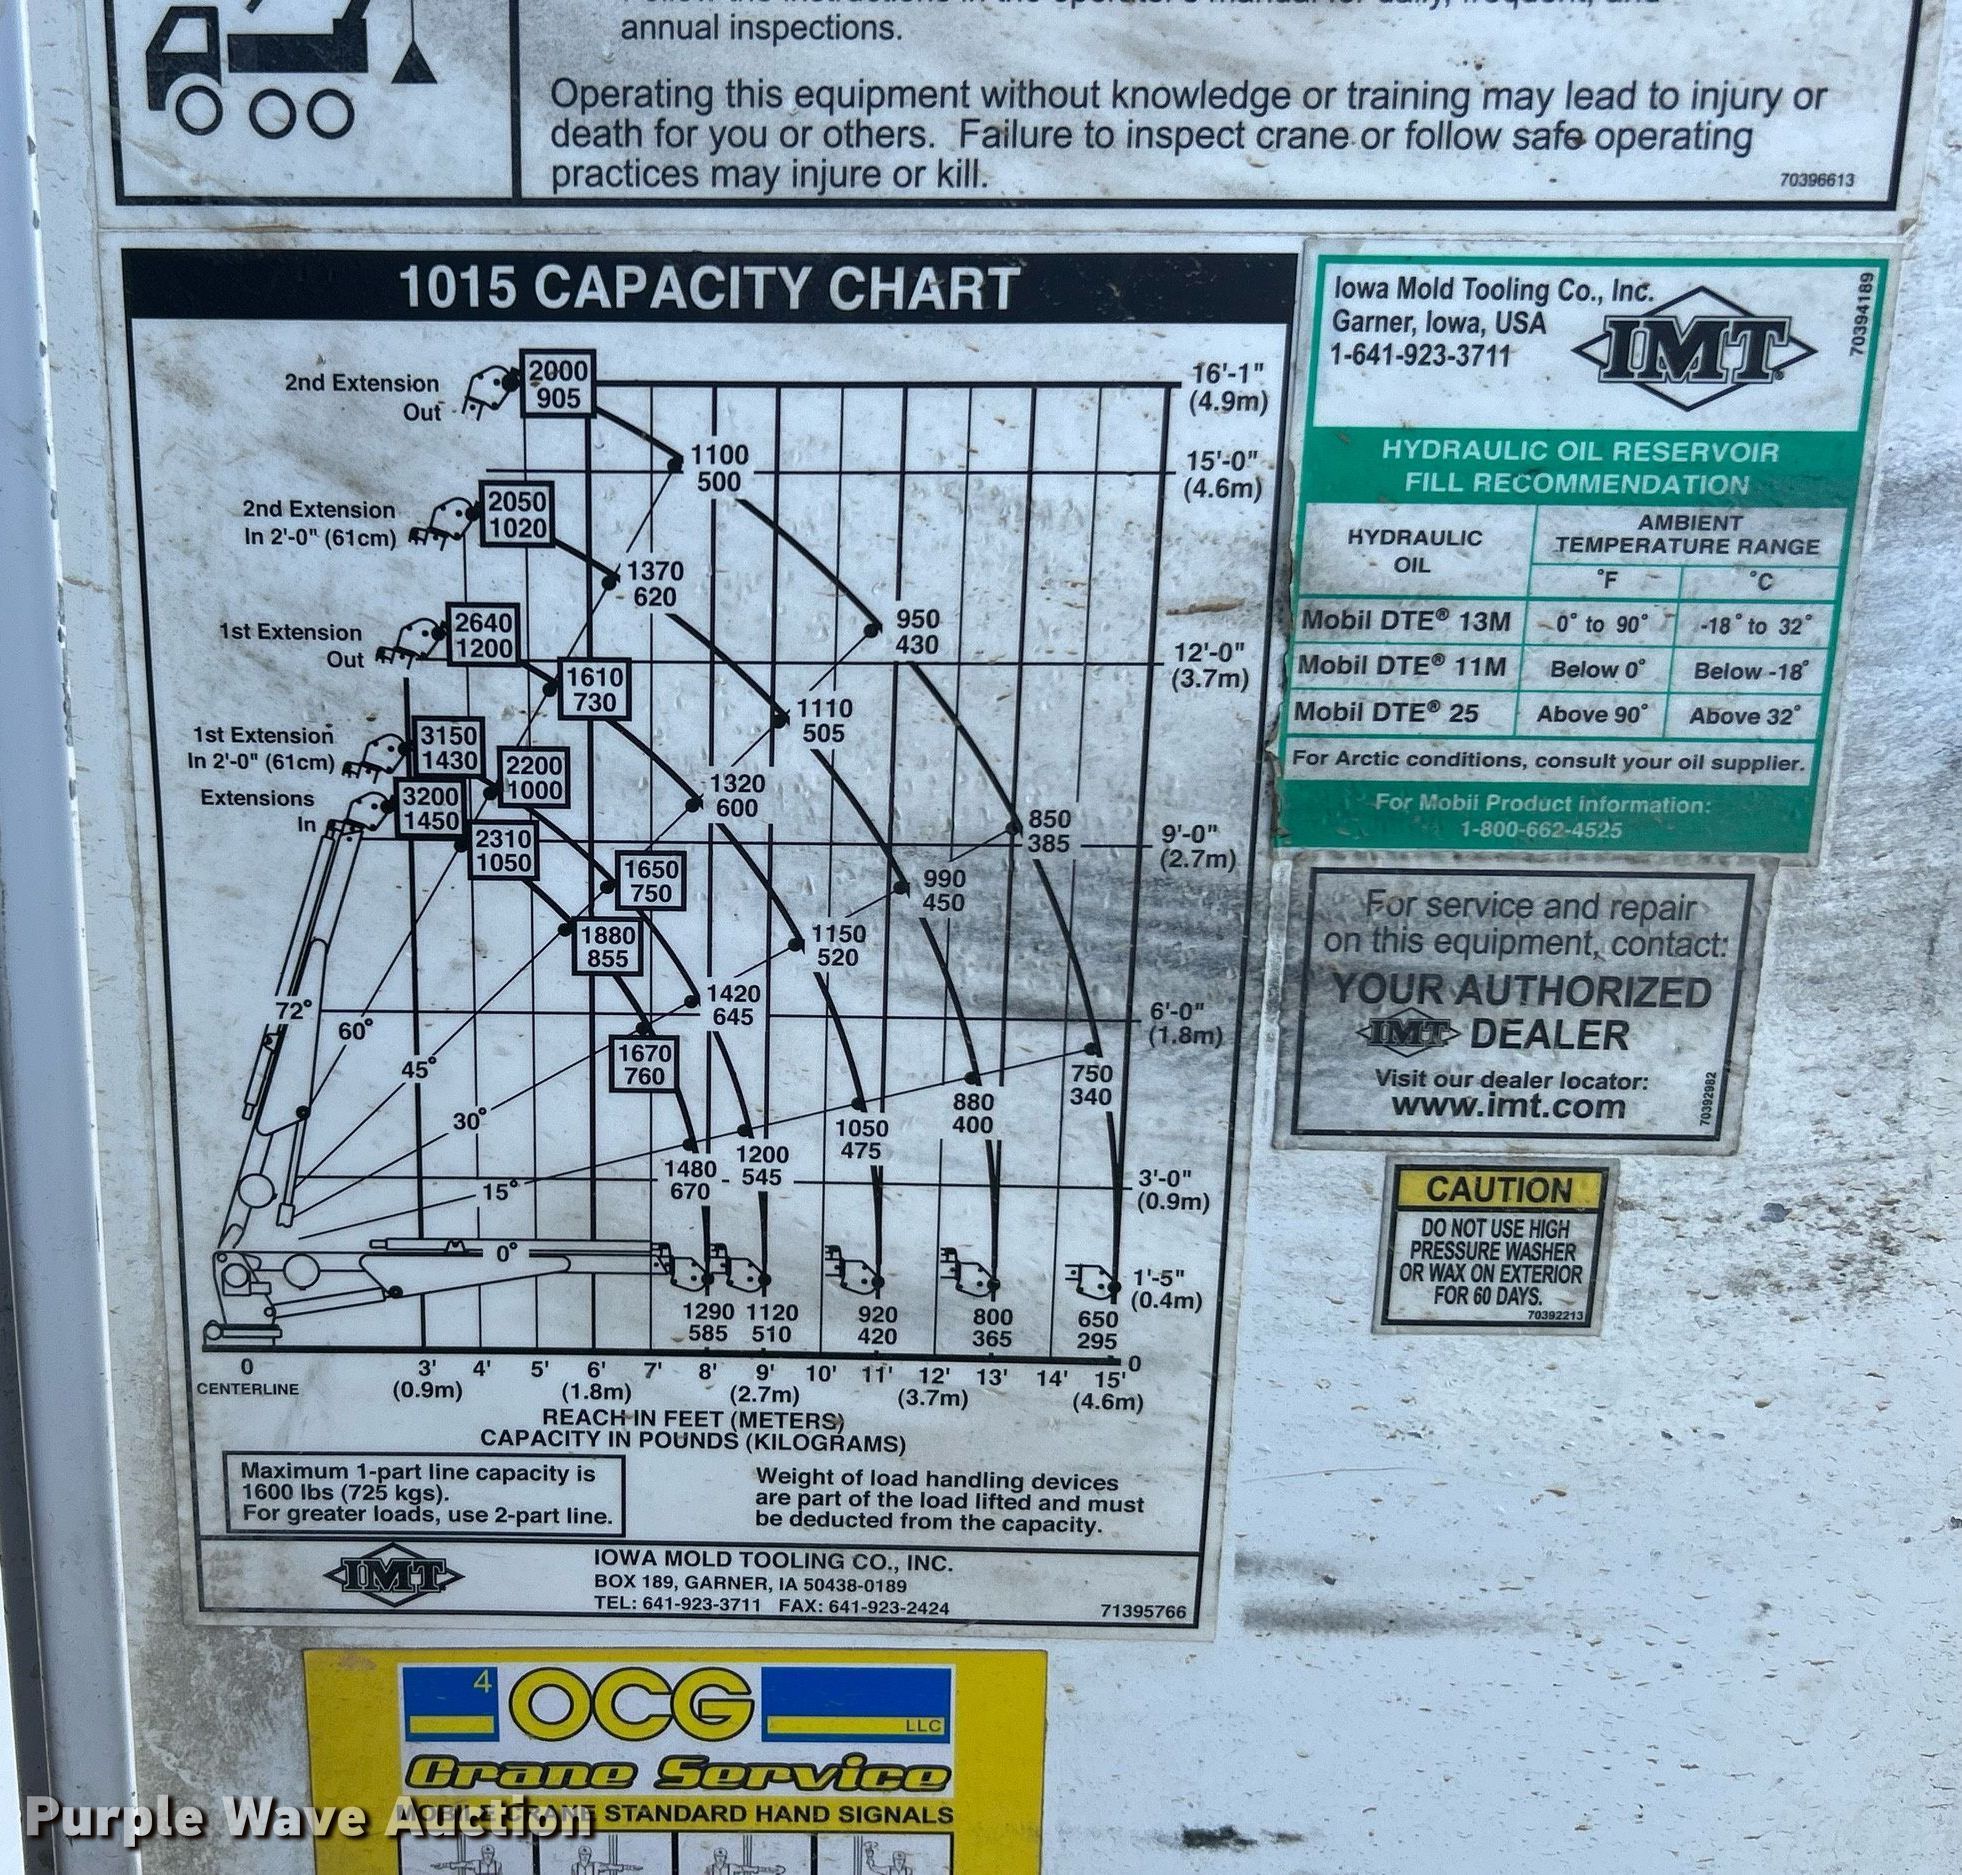 annual inspections.
Operating this equipment without knowledge or training may lead to injury or
death for you or others. Failure to inspect crane or follow safe operating
practices may injure or kill.
70396613
1015 CAPACITY CHART
2nd Extension
Out
2000
905
16'-1"
(4.9m)
1100
500
15'-0"
(4.6m)
2nd Extension
In 2'-0" (61cm)
2050
1020
1370
620
950
430
1st Extension
Out
2640
1200
12'-0"
(3.7m)
1610
730
1110
505
1st Extension
In 2'-0" (61cm)
3150
1430
2200
1000
1320
600
Extensions
In
3200
1450
850
385
9'-0"
(2.7m)
2310
1050
1650
750
990
450
1880
855
1150
520
1420
645
6'-0"
(1.8m)
72°
60°
45°
30°
15°
0°
1670
760
750
340
880
400
1050
475
1200
545
1480
670
3'-0"
(0.9m)
1'-5"
(0.4m)
1290
585
1120
510
920
420
800
365
650
295
0
0 3' 4' 5' 6' 7' 8' 9' 10' 11' 12' 13' 14' 15'
CENTERLINE (0.9m) (1.8m) (2.7m) (3.7m) (4.6m)
REACH IN FEET (METERS)
CAPACITY IN POUNDS (KILOGRAMS)
Maximum 1-part line capacity is
1600 lbs (725 kgs).
For greater loads, use 2-part line.
Weight of load handling devices
are part of the load lifted and must
be deducted from the capacity.
IMT
IOWA MOLD TOOLING CO., INC.
BOX 189, GARNER, IA 50438-0189
TEL: 641-923-3711 FAX: 641-923-2424
71395766
Iowa Mold Tooling Co., Inc.
Garner, Iowa, USA
1-641-923-3711
IMT
70394189
HYDRAULIC OIL RESERVOIR
FILL RECOMMENDATION
HYDRAULIC
OIL
AMBIENT
TEMPERATURE RANGE
°F °C
Mobil DTE® 13M 0° to 90° -18° to 32°
Mobil DTE® 11M Below 0° Below -18°
Mobil DTE® 25 Above 90° Above 32°
For Arctic conditions, consult your oil supplier.
For Mobil Product information:
1-800-662-4525
For service and repair
on this equipment, contact:
YOUR AUTHORIZED
IMT DEALER
Visit our dealer locator:
www.imt.com
70392982
CAUTION
DO NOT USE HIGH
PRESSURE WASHER
OR WAX ON EXTERIOR
FOR 60 DAYS.
70392213
4 OCG LLC
Crane Service
MOBILE CRANE STANDARD HAND SIGNALS
Purple Wave Auction